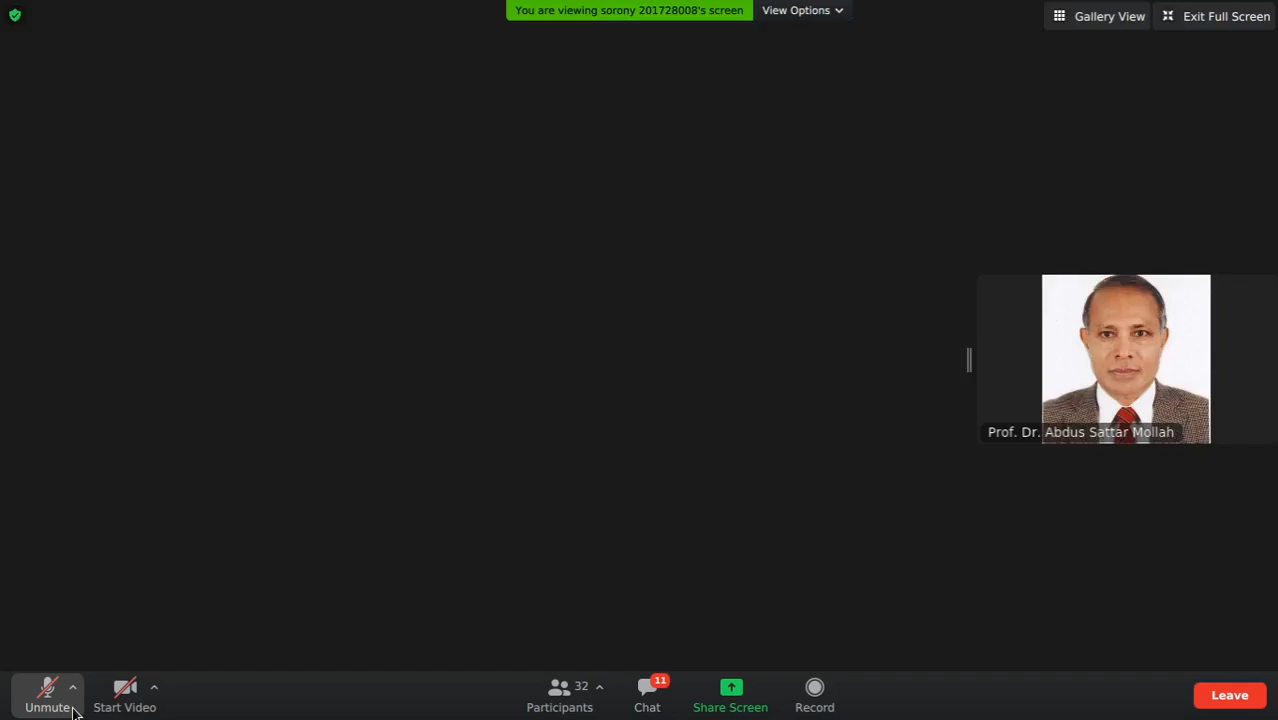 You are viewing sorony 201728008's screen
View Options
Gallery View
Exit Full Screen
Prof. Dr. Abdus Sattar Mollah
Unmute
Start Video
32
Participants
11
Chat
Share Screen
Record
Leave